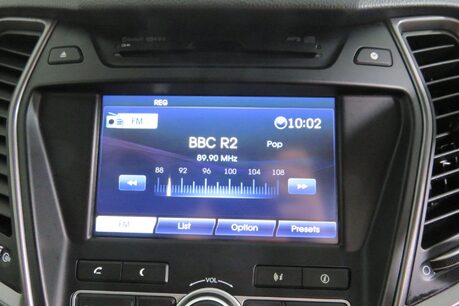 REG
FM
10:02
BBC R2
Pop
89.90 MHz
88 92 96 100 104 108
FM List Option Presets
VOL